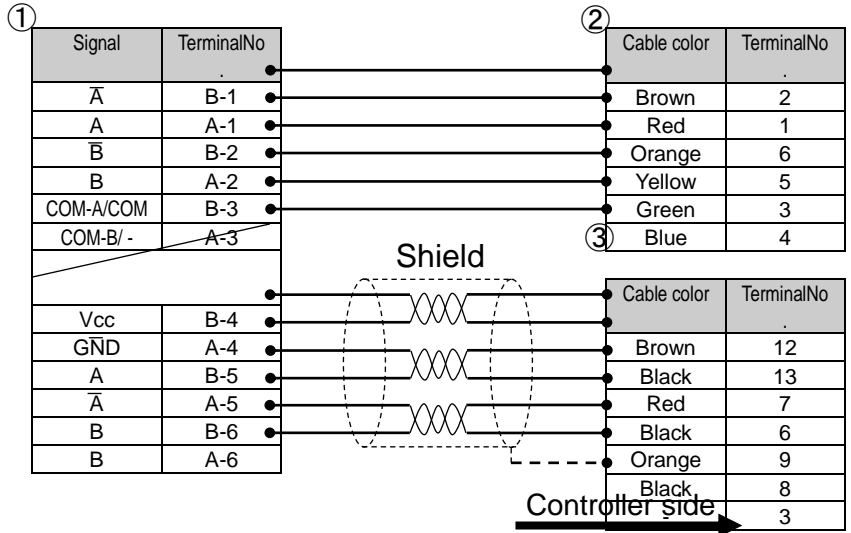 ①
Signal TerminalNo
.
A̅ B-1
A A-1
B̅ B-2
B A-2
COM-A/COM B-3
COM-B/ - A-3
Vcc B-4
GN̅D A-4
A B-5
A̅ A-5
B B-6
B A-6
Shield
②
Cable color TerminalNo
.
Brown 2
Red 1
Orange 6
Yellow 5
Green 3
Blue 4
③
Cable color TerminalNo
.
Brown 12
Black 13
Red 7
Black 6
Orange 9
Black 8
- 3
Controller side